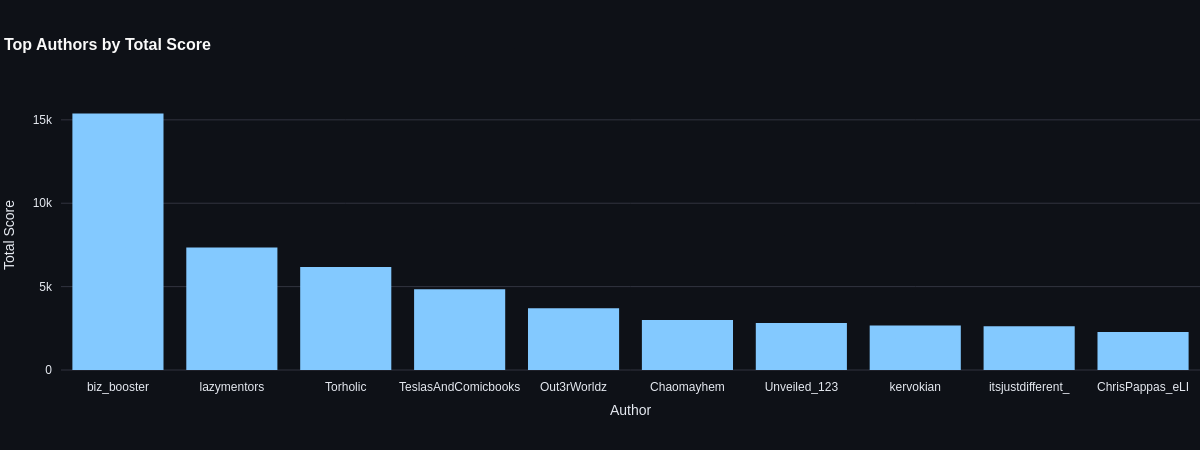 Top Authors by Total Score
Total Score
15k
10k
5k
0
biz_booster
lazymentors
Torholic
TeslasAndComicbooks
Out3rWorldz
Chaomayhem
Unveiled_123
kervokian
itsjustdifferent_
ChrisPappas_eLI
Author